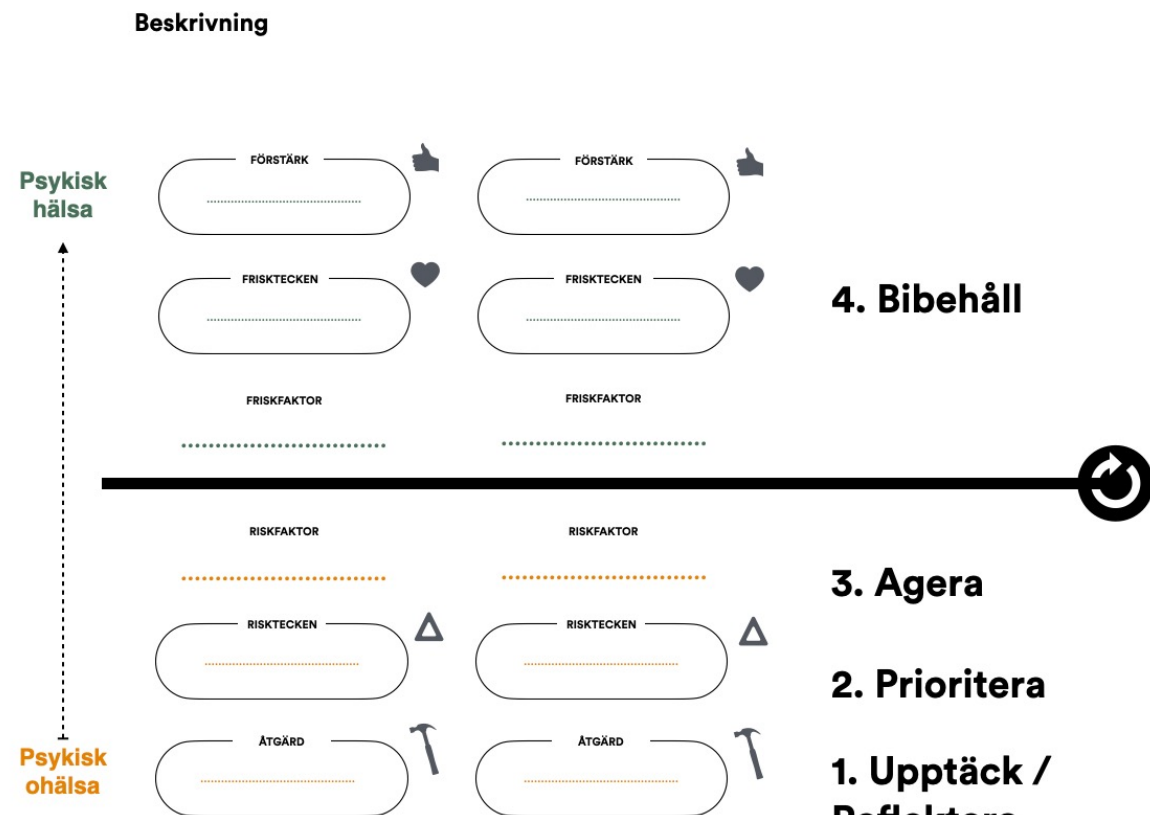 Beskrivning
FÖRSTÄRK
FÖRSTÄRK
Psykisk
hälsa
FRISKTECKEN
FRISKTECKEN
4. Bibehåll
FRISKFAKTOR
FRISKFAKTOR
RISKFAKTOR
RISKFAKTOR
3. Agera
RISKTECKEN
RISKTECKEN
2. Prioritera
ÅTGÄRD
ÅTGÄRD
Psykisk
ohälsa
1. Upptäck /
Reflektera